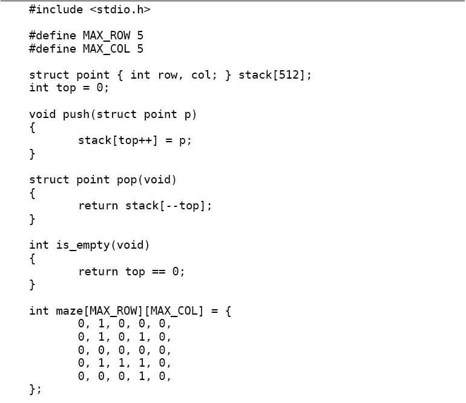 #include <stdio.h>
#define MAX_ROW 5
#define MAX_COL 5
struct point { int row, col; } stack[512];
int top = 0;
void push(struct point p)
{
stack[top++] = p;
}
struct point pop(void)
{
return stack[--top];
}
int is_empty(void)
{
return top == 0;
}
int maze[MAX_ROW][MAX_COL] = {
0, 1, 0, 0, 0,
0, 1, 0, 1, 0,
0, 0, 0, 0, 0,
0, 1, 1, 1, 0,
0, 0, 0, 1, 0,
};